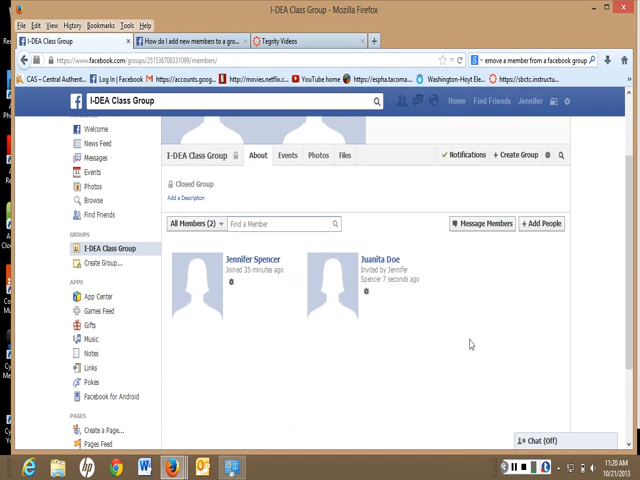 I-DEA Class Group - Mozilla Firefox
File Edit View History Bookmarks Tools Help
I-DEA Class Group × How do I add new members to a gro... × Tegrity Videos × +
https://www.facebook.com/groups/251536708331099/members/
emove a member from a facebook group
CAS – Central Authent... Log In | Facebook https://accounts.goog... http://movies.netflix.c... YouTube home https://espha.tacoma.... Washington-Hoyt Ele... https://sbctc.instructu...
I-DEA Class Group
Home Find Friends Jennifer
Welcome
News Feed
Messages
Events
Photos
Browse
Find Friends
GROUPS
I-DEA Class Group
Create Group...
APPS
App Center
Games Feed
Gifts
Music
Notes
Links
Pokes
Facebook for Android
PAGES
Create a Page...
Pages Feed
I-DEA Class Group About Events Photos Files
✓ Notifications + Create Group
Closed Group
Add a Description
All Members (2) Find a Member
Message Members + Add People
Jennifer Spencer
Joined 35 minutes ago
Juanita Doe
Invited by Jennifer
Spencer 7 seconds ago
Chat (Off)
11:20 AM
10/21/2013